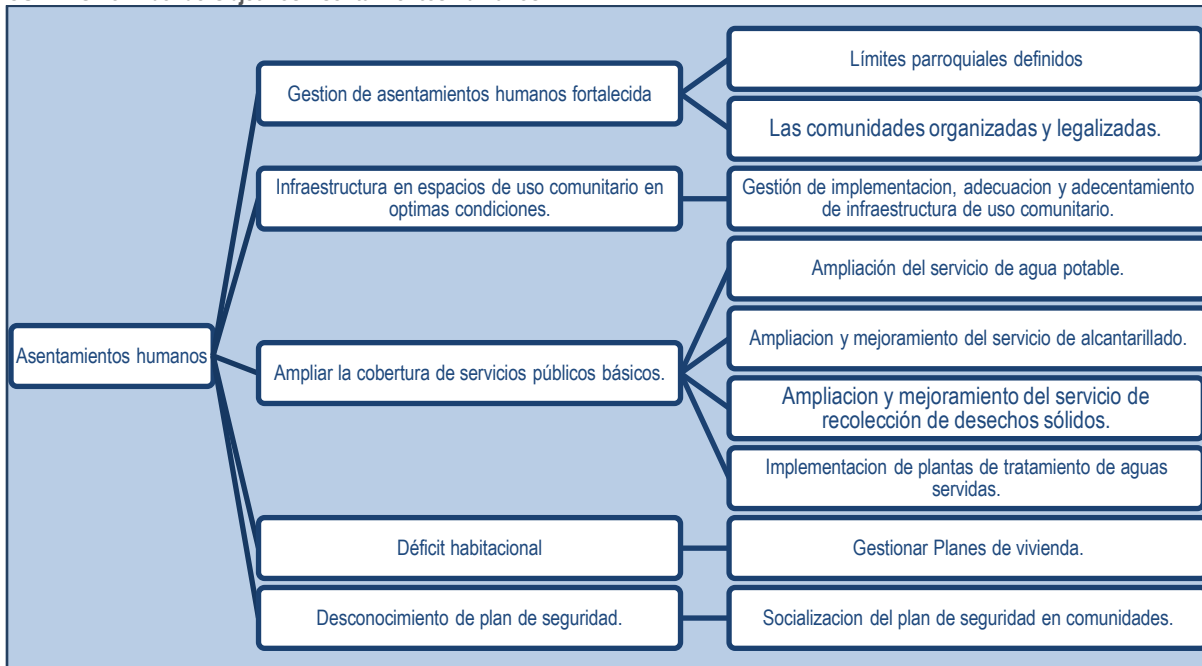 Límites parroquiales definidos
Gestion de asentamientos humanos fortalecida
Las comunidades organizadas y legalizadas.
Infraestructura en espacios de uso comunitario en
optimas condiciones.
Gestión de implementacion, adecuacion y adecentamiento
de infraestructura de uso comunitario.
Asentamientos humanos
Ampliar la cobertura de servicios públicos básicos.
Ampliación del servicio de agua potable.
Ampliacion y mejoramiento del servicio de alcantarillado.
Ampliacion y mejoramiento del servicio de
recolección de desechos sólidos.
Implementacion de plantas de tratamiento de aguas
servidas.
Déficit habitacional
Gestionar Planes de vivienda.
Desconocimiento de plan de seguridad.
Socializacion del plan de seguridad en comunidades.